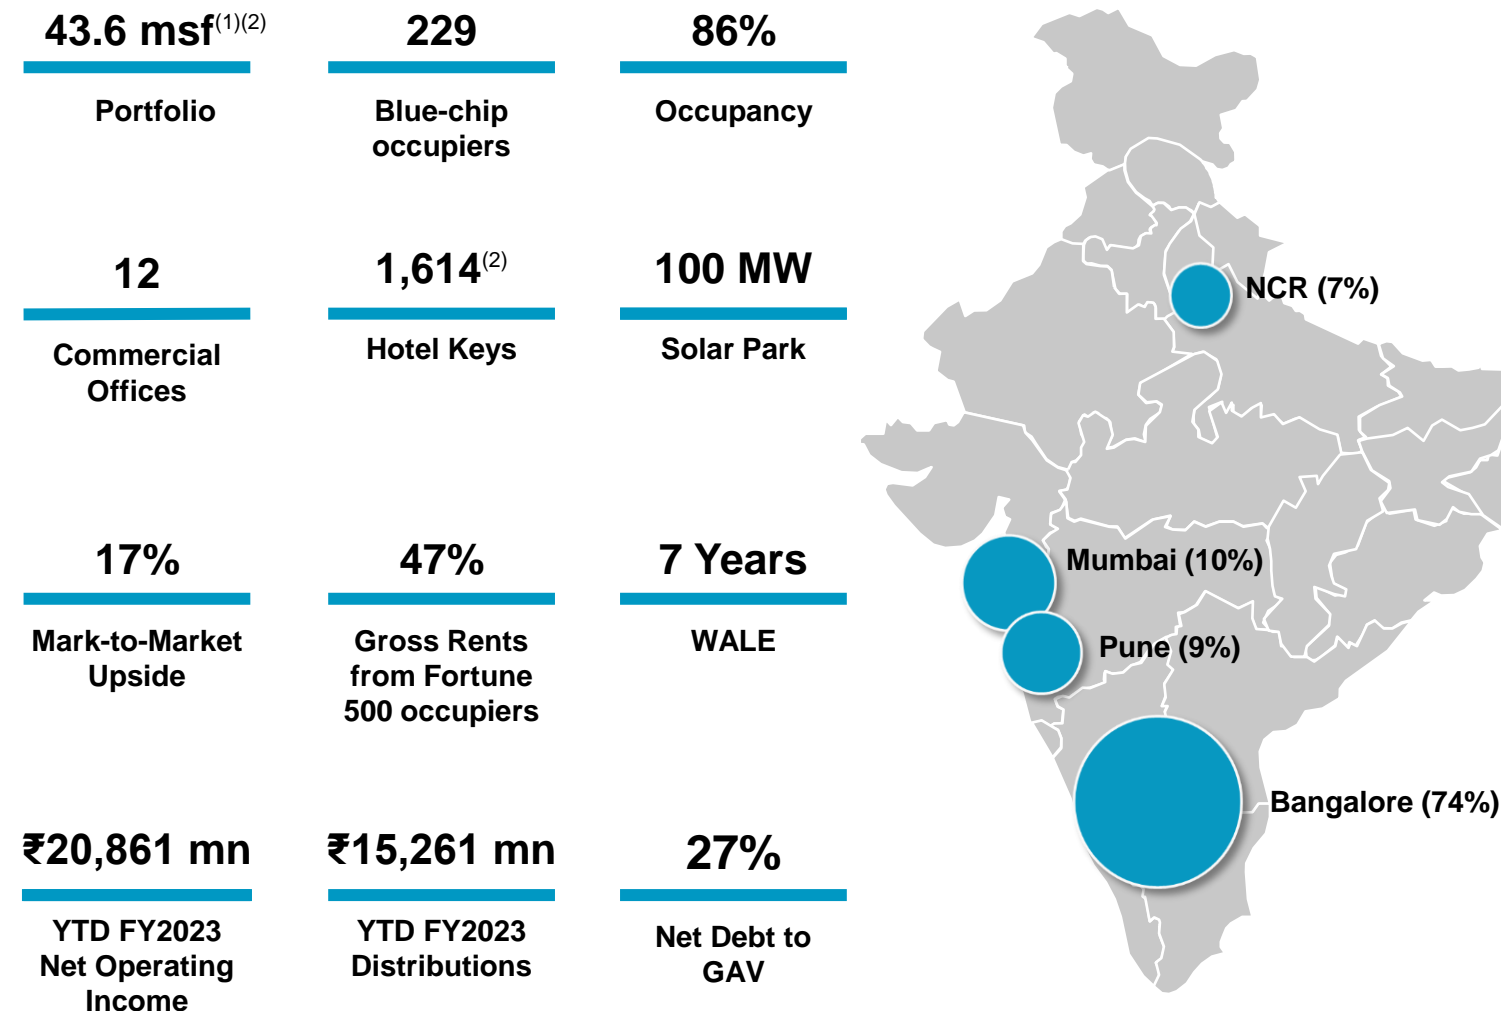 43.6 msf(1)(2)
Portfolio
229
Blue-chip
occupiers
86%
Occupancy
12
Commercial
Offices
1,614(2)
Hotel Keys
100 MW
Solar Park
17%
Mark-to-Market
Upside
47%
Gross Rents
from Fortune
500 occupiers
7 Years
WALE
₹20,861 mn
YTD FY2023
Net Operating
Income
₹15,261 mn
YTD FY2023
Distributions
27%
Net Debt to
GAV
NCR (7%)
Mumbai (10%)
Pune (9%)
Bangalore (74%)